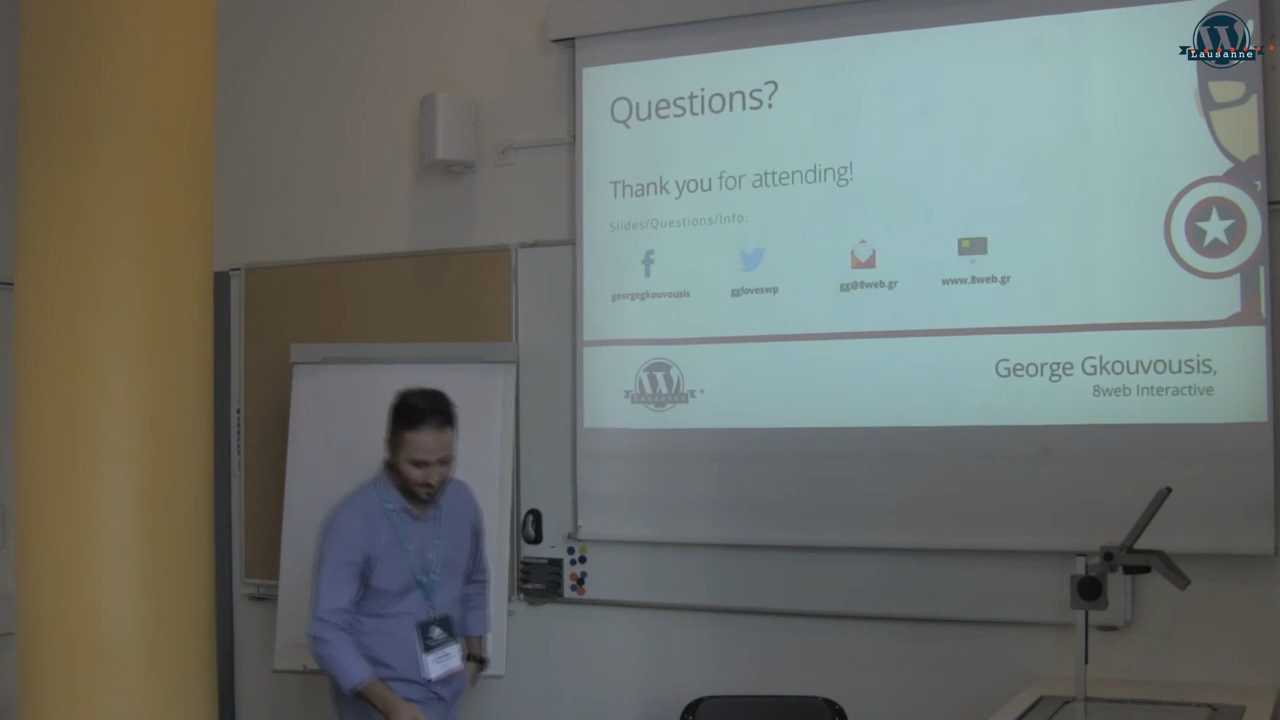 Lausanne
Questions?
Thank you for attending!
Slides/Questions/Info:
georgegkouvousis
ggloveswp
gg@8web.gr
www.8web.gr
Lausanne
George Gkouvousis,
8web Interactive